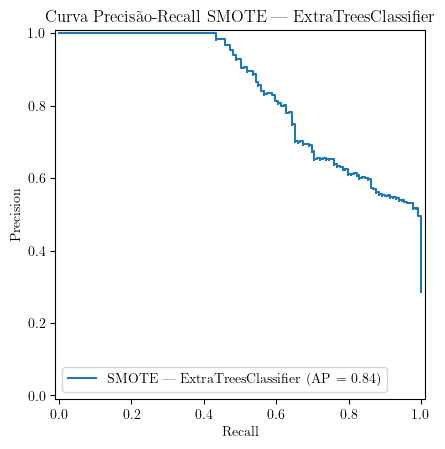 Curva Precisão-Recall SMOTE — ExtraTreesClassifier
1.0
0.8
0.6
0.4
0.2
0.0
Precision
SMOTE — ExtraTreesClassifier (AP = 0.84)
0.0 0.2 0.4 0.6 0.8 1.0
Recall